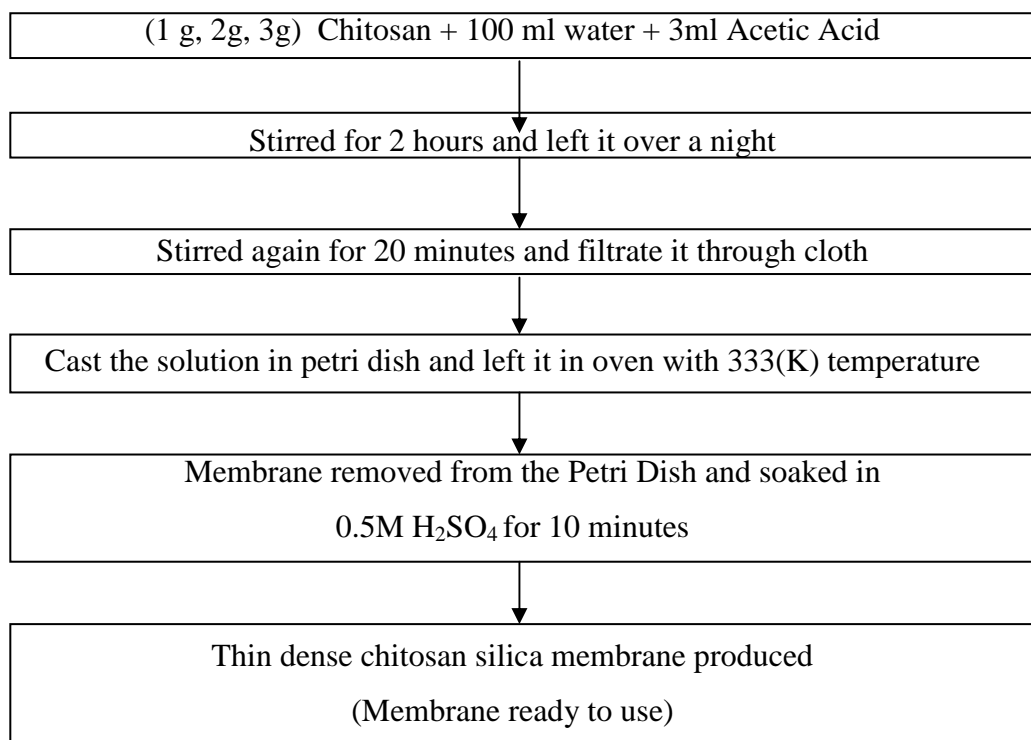 (1 g, 2g, 3g) Chitosan + 100 ml water + 3ml Acetic Acid
Stirred for 2 hours and left it over a night
Stirred again for 20 minutes and filtrate it through cloth
Cast the solution in petri dish and left it in oven with 333(K) temperature
Membrane removed from the Petri Dish and soaked in
0.5M H₂SO₄ for 10 minutes
Thin dense chitosan silica membrane produced
(Membrane ready to use)